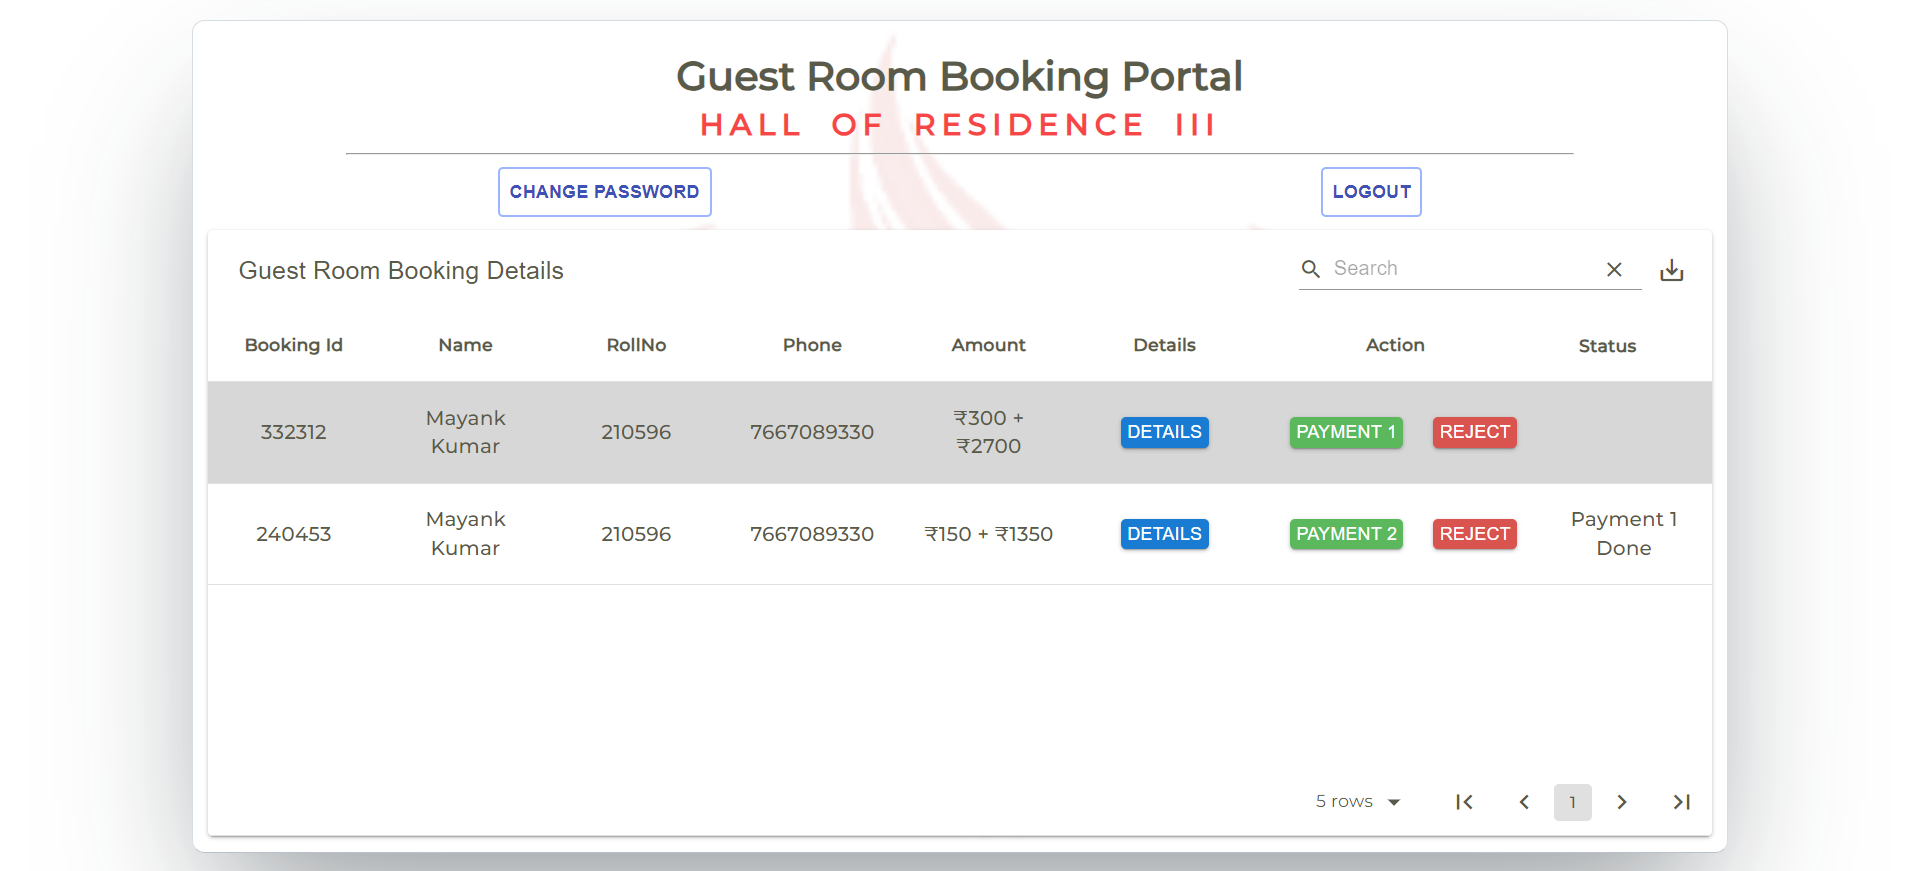 Guest Room Booking Portal
HALL OF RESIDENCE III
CHANGE PASSWORD LOGOUT
Guest Room Booking Details Search
Booking Id Name RollNo Phone Amount Details Action Status
332312 Mayank Kumar 210596 7667089330 ₹300 + ₹2700 DETAILS PAYMENT 1 REJECT
240453 Mayank Kumar 210596 7667089330 ₹150 + ₹1350 DETAILS PAYMENT 2 REJECT Payment 1 Done
5 rows 1